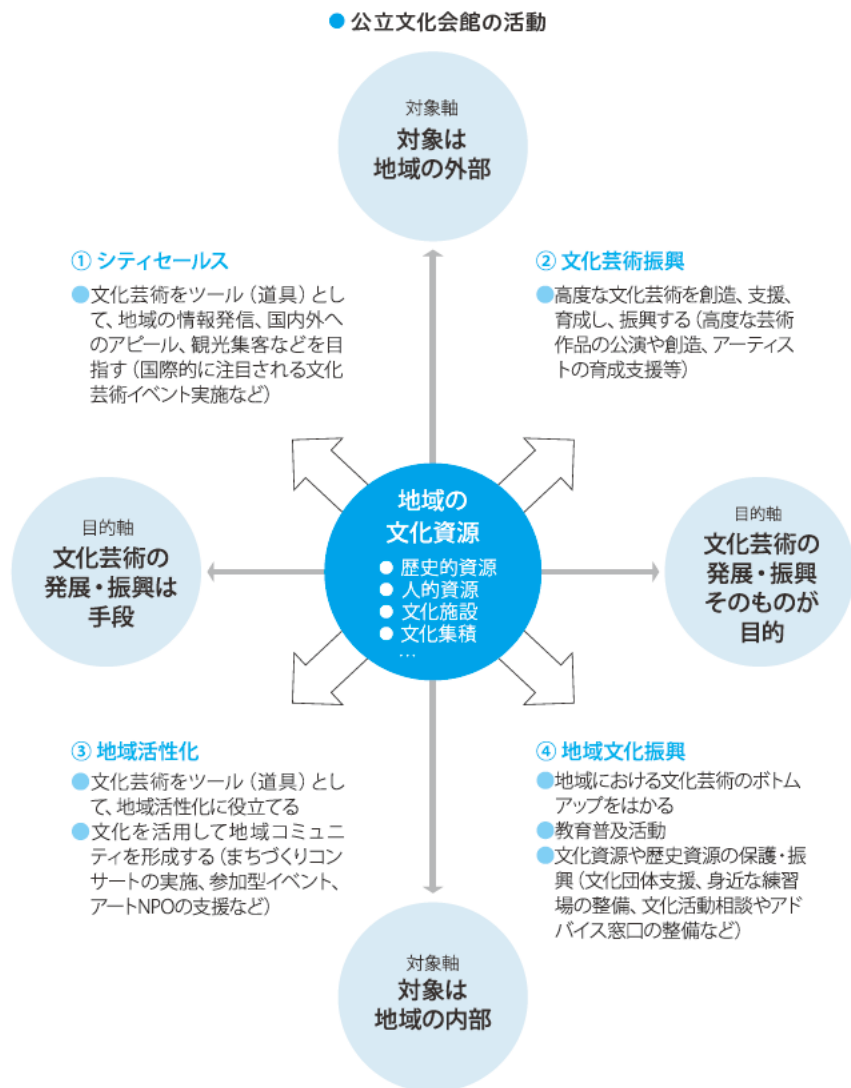 ● 公立文化会館の活動
対象軸
対象は
地域の外部
① シティセールス
●文化芸術をツール（道具）とし
て、地域の情報発信、国内外へ
のアピール、観光集客などを目
指す（国際的に注目される文化
芸術イベント実施など）
② 文化芸術振興
●高度な文化芸術を創造、支援、
育成し、振興する（高度な芸術
作品の公演や創造、アーティス
トの育成支援等）
目的軸
文化芸術の
発展・振興は
手段
地域の
文化資源
● 歴史的資源
● 人的資源
● 文化施設
● 文化集積
…
目的軸
文化芸術の
発展・振興
そのものが
目的
③ 地域活性化
●文化芸術をツール（道具）とし
て、地域活性化に役立てる
●文化を活用して地域コミュニ
ティを形成する（まちづくりコン
サートの実施、参加型イベント、
アートNPOの支援など）
④ 地域文化振興
●地域における文化芸術のボトム
アップをはかる
●教育普及活動
●文化資源や歴史資源の保護・振
興（文化団体支援、身近な練習
場の整備、文化活動相談やアド
バイス窓口の整備など）
対象軸
対象は
地域の内部